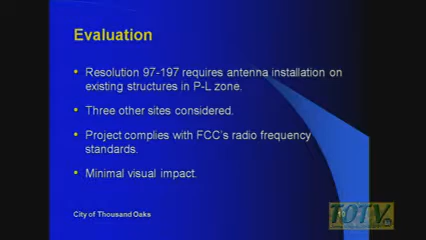 Evaluation
• Resolution 97-197 requires antenna installation on
existing structures in P-L zone.
• Three other sites considered.
• Project complies with FCC's radio frequency
standards.
• Minimal visual impact.
City of Thousand Oaks
10
TOTV